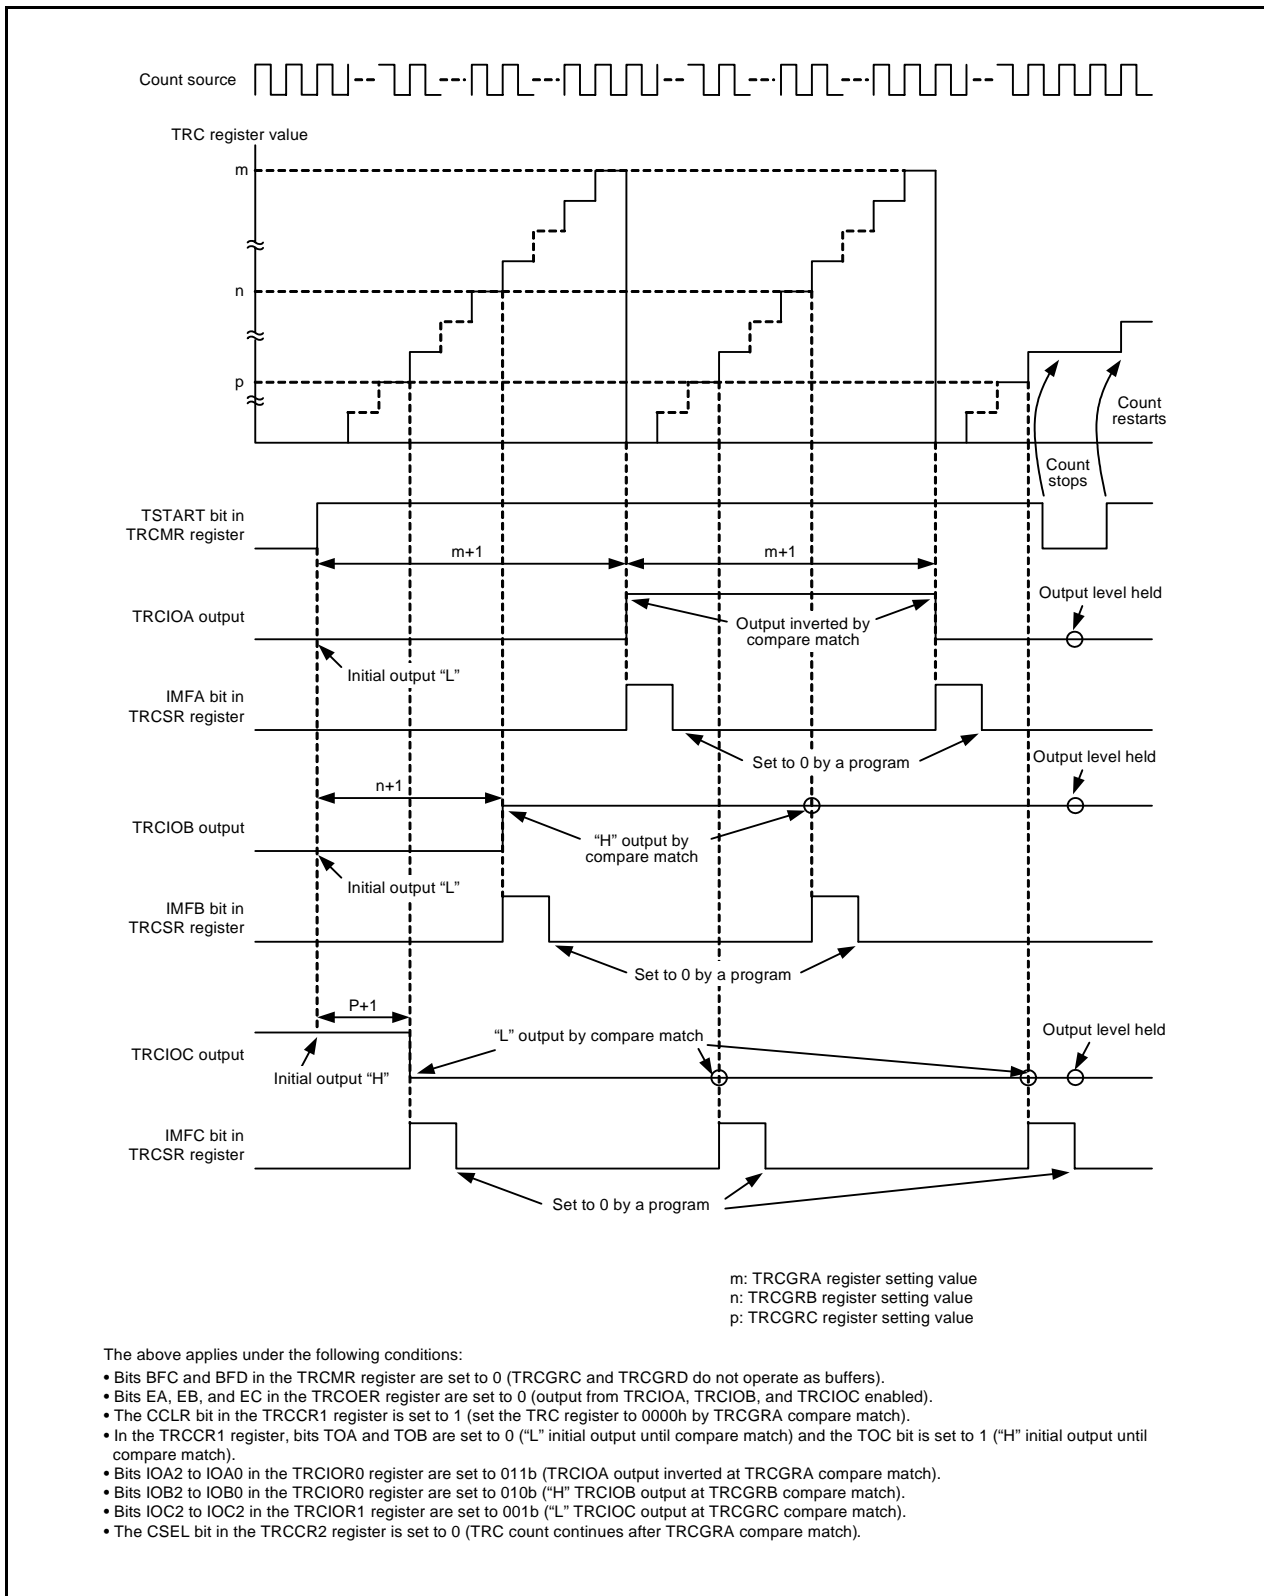 Count source
TRC register value
m
n
p
Count
restarts
Count
stops
TSTART bit in
TRCMR register
m+1
m+1
Output level held
TRCIOA output
Output inverted by
compare match
Initial output “L”
IMFA bit in
TRCSR register
Set to 0 by a program
Output level held
n+1
TRCIOB output
“H” output by
compare match
Initial output “L”
IMFB bit in
TRCSR register
Set to 0 by a program
P+1
“L” output by compare match
Output level held
TRCIOC output
Initial output “H”
IMFC bit in
TRCSR register
Set to 0 by a program
m: TRCGRA register setting value
n: TRCGRB register setting value
p: TRCGRC register setting value
The above applies under the following conditions:
• Bits BFC and BFD in the TRCMR register are set to 0 (TRCGRC and TRCGRD do not operate as buffers).
• Bits EA, EB, and EC in the TRCOER register are set to 0 (output from TRCIOA, TRCIOB, and TRCIOC enabled).
• The CCLR bit in the TRCCR1 register is set to 1 (set the TRC register to 0000h by TRCGRA compare match).
• In the TRCCR1 register, bits TOA and TOB are set to 0 (“L” initial output until compare match) and the TOC bit is set to 1 (“H” initial output until
compare match).
• Bits IOA2 to IOA0 in the TRCIOR0 register are set to 011b (TRCIOA output inverted at TRCGRA compare match).
• Bits IOB2 to IOB0 in the TRCIOR0 register are set to 010b (“H” TRCIOB output at TRCGRB compare match).
• Bits IOC2 to IOC2 in the TRCIOR1 register are set to 001b (“L” TRCIOC output at TRCGRC compare match).
• The CSEL bit in the TRCCR2 register is set to 0 (TRC count continues after TRCGRA compare match).